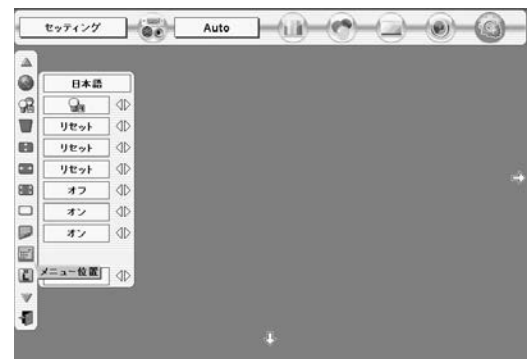 セッティング
Auto
日本語
リセット
リセット
リセット
オフ
オン
オン
メニュー位置